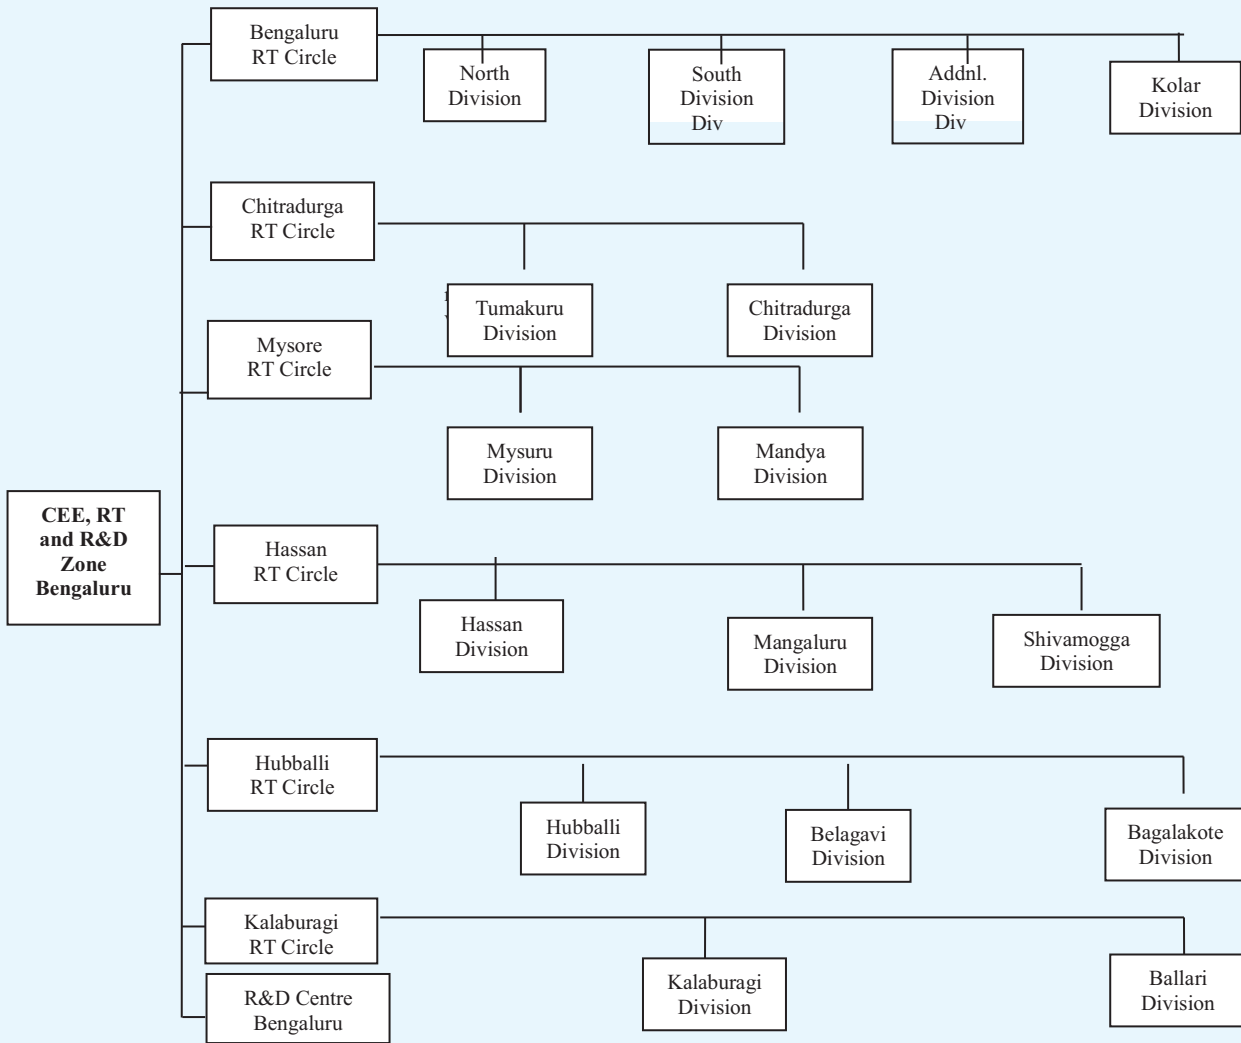 Bengaluru
RT Circle
North
Division
South
Division
Div
Addnl.
Division
Div
Kolar
Division
Chitradurga
RT Circle
Tumakuru
Division
Chitradurga
Division
Mysore
RT Circle
Mysuru
Division
Mandya
Division
CEE, RT
and R&D
Zone
Bengaluru
Hassan
RT Circle
Hassan
Division
Mangaluru
Division
Shivamogga
Division
Hubballi
RT Circle
Hubballi
Division
Belagavi
Division
Bagalakote
Division
Kalaburagi
RT Circle
Kalaburagi
Division
Ballari
Division
R&D Centre
Bengaluru